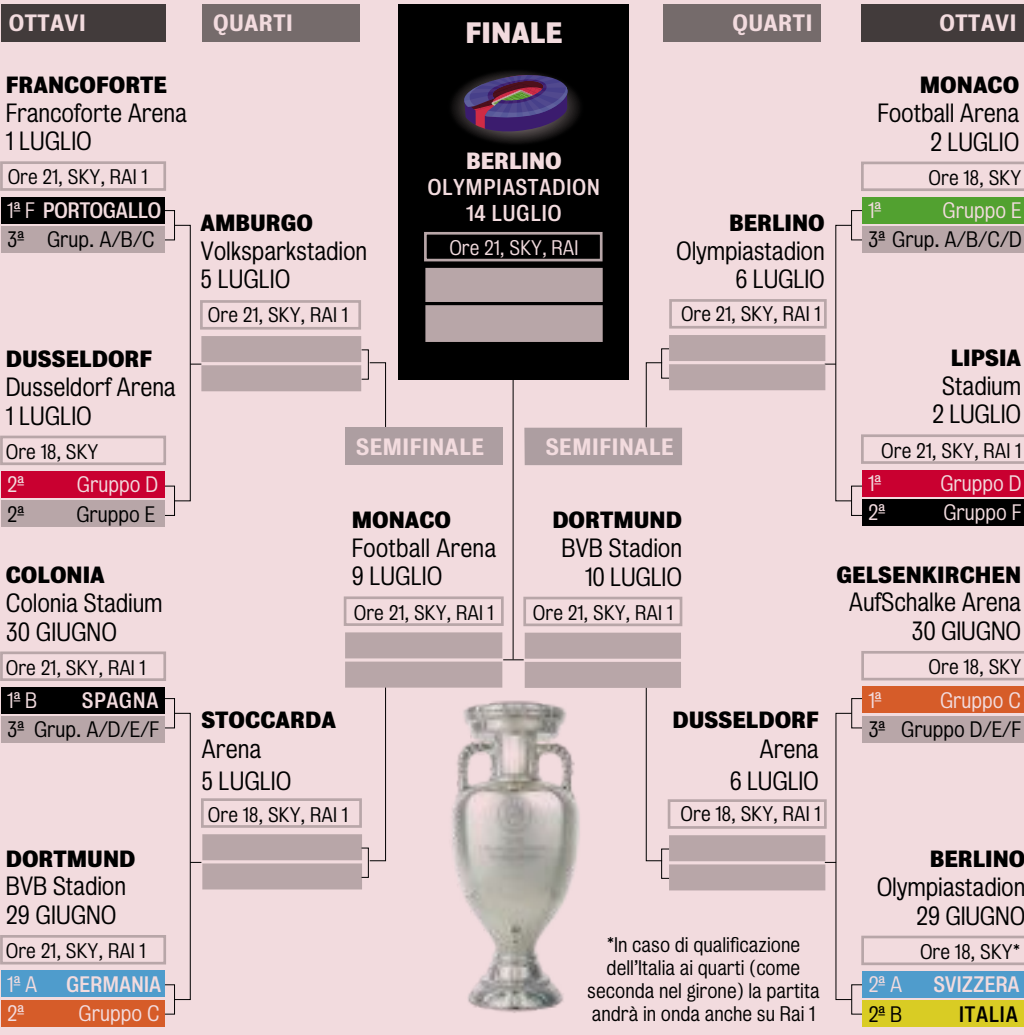 OTTAVI
FRANCOFORTE
Francoforte Arena
1 LUGLIO
Ore 21, SKY, RAI 1
1ª F PORTOGALLO
3ª Grup. A/B/C
DUSSELDORF
Dusseldorf Arena
1 LUGLIO
Ore 18, SKY
2ª Gruppo D
2ª Gruppo E
COLONIA
Colonia Stadium
30 GIUGNO
Ore 21, SKY, RAI 1
1ª B SPAGNA
3ª Grup. A/D/E/F
DORTMUND
BVB Stadion
29 GIUGNO
Ore 21, SKY, RAI 1
1ª A GERMANIA
2ª Gruppo C
QUARTI
AMBURGO
Volksparkstadion
5 LUGLIO
Ore 21, SKY, RAI 1
STOCCARDA
Arena
5 LUGLIO
Ore 18, SKY, RAI 1
FINALE
BERLINO
OLYMPIASTADION
14 LUGLIO
Ore 21, SKY, RAI
SEMIFINALE
MONACO
Football Arena
9 LUGLIO
Ore 21, SKY, RAI 1
SEMIFINALE
DORTMUND
BVB Stadion
10 LUGLIO
Ore 21, SKY, RAI 1
QUARTI
BERLINO
Olympiastadion
6 LUGLIO
Ore 21, SKY, RAI 1
DUSSELDORF
Arena
6 LUGLIO
Ore 18, SKY, RAI 1
*In caso di qualificazione
dell'Italia ai quarti (come
seconda nel girone) la partita
andrà in onda anche su Rai 1
OTTAVI
MONACO
Football Arena
2 LUGLIO
Ore 18, SKY
1ª Gruppo E
3ª Grup. A/B/C/D
LIPSIA
Stadium
2 LUGLIO
Ore 21, SKY, RAI 1
1ª Gruppo D
2ª Gruppo F
GELSENKIRCHEN
AufSchalke Arena
30 GIUGNO
Ore 18, SKY
1ª Gruppo C
3ª Gruppo D/E/F
BERLINO
Olympiastadion
29 GIUGNO
Ore 18, SKY*
2ª A SVIZZERA
2ª B ITALIA